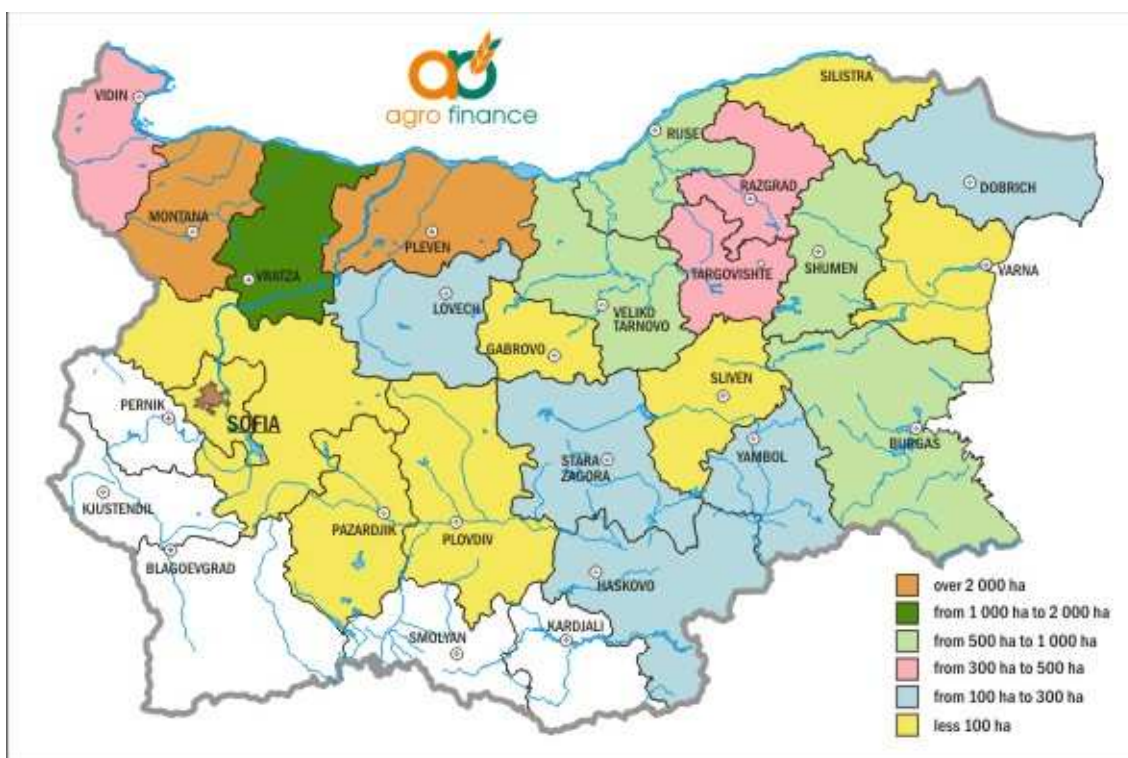 agro finance
SILISTRA
VIDIN
RUSE
RAZGRAD
DOBRICH
MONTANA
PLEVEN
VRATZA
TARGOVISHTE
SHUMEN
VARNA
LOVECH
VELIKO
TARNOVO
GABROVO
SLIVEN
PERNIK
SOFIA
BURGAS
YAMBOL
STARA
ZAGORA
KJUSTENDIL
PAZARDJIK
PLOVDIV
BLAGOEVGRAD
HASKOVO
SMOLYAN
KARDJALI
over 2 000 ha
from 1 000 ha to 2 000 ha
from 500 ha to 1 000 ha
from 300 ha to 500 ha
from 100 ha to 300 ha
less 100 ha